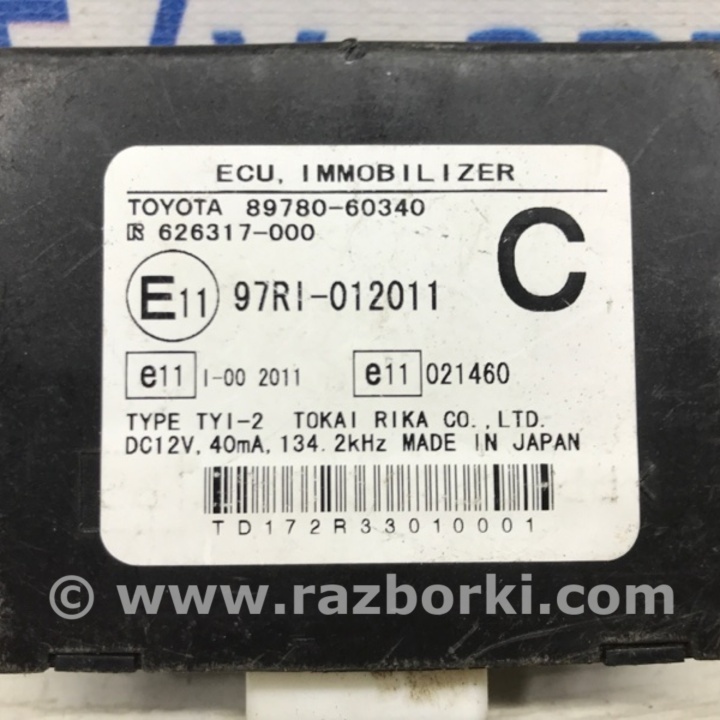 ECU, IMMOBILIZER
TOYOTA 89780-60340
626317-000
C
E11 97RI-012011
e11 I-00 2011 e11 021460
TYPE TYI-2 TOKAI RIKA CO.,LTD.
DC12V, 40mA, 134.2kHz MADE IN JAPAN
TD172R33010001
© www.razborki.com